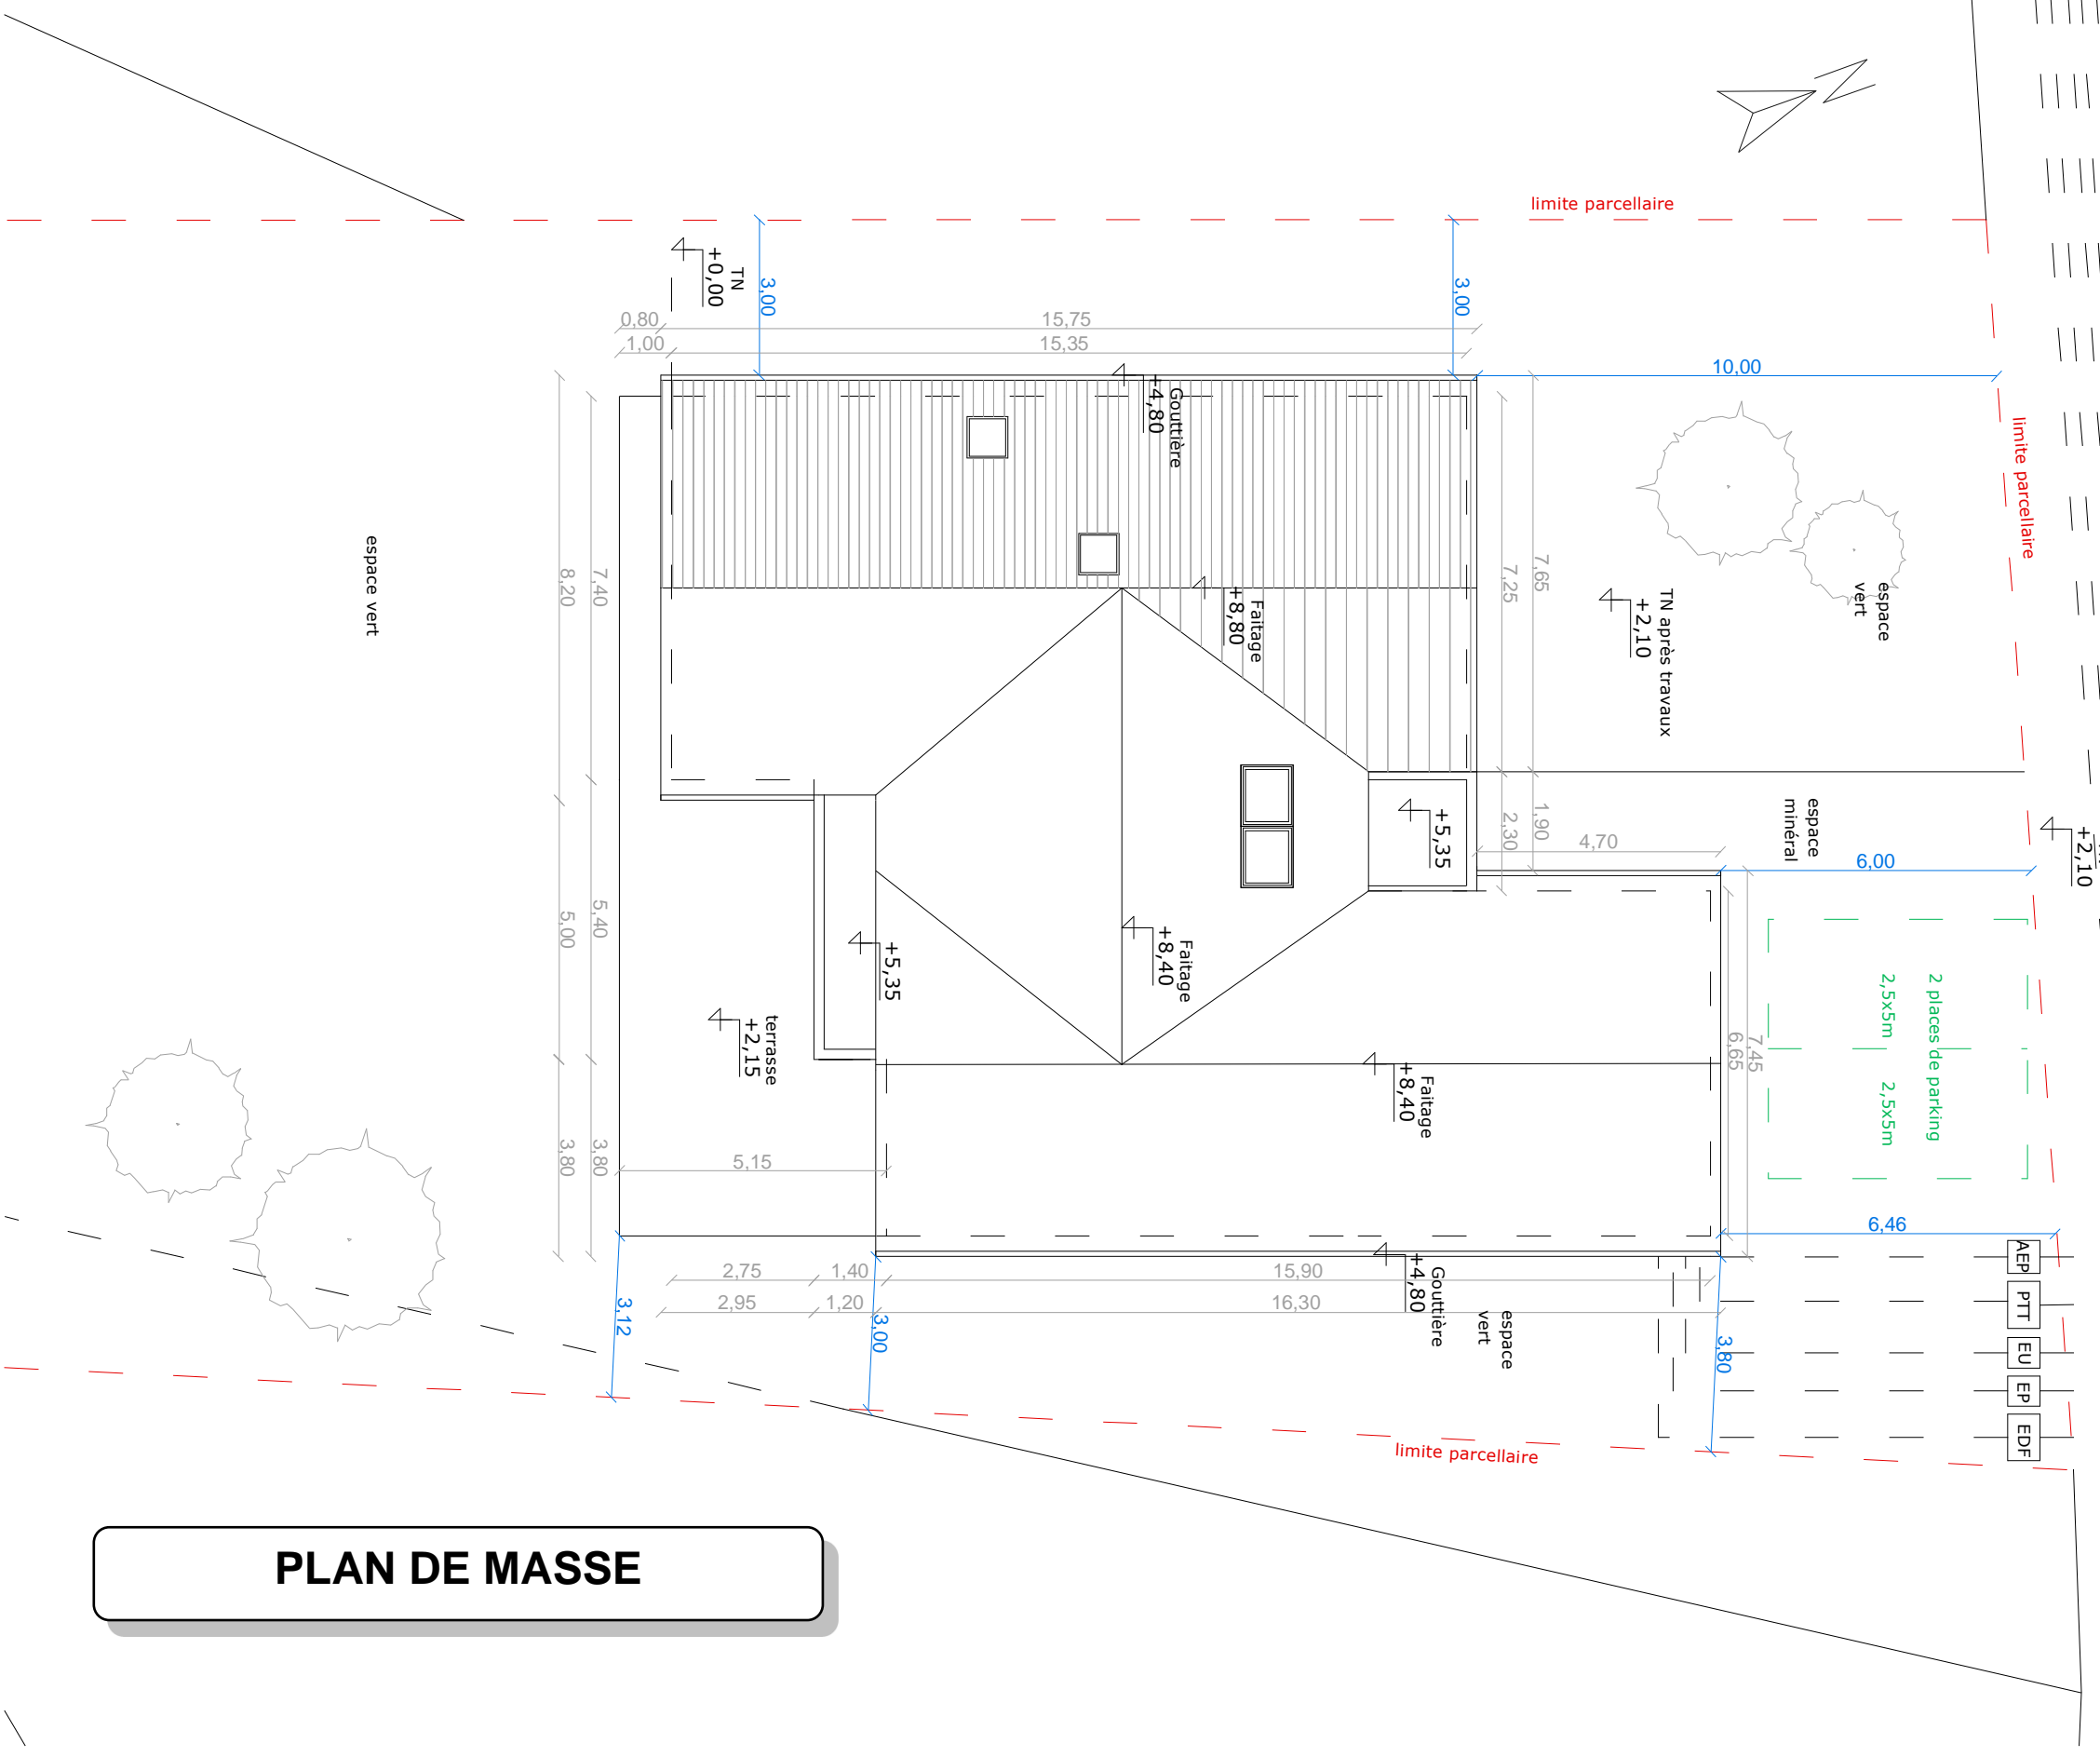 limite parcellaire
TN
+0,00
3,00
3,00
0,80
15,75
1,00
15,35
10,00
Gouttière
+4,80
limite parcellaire
espace vert
8,20
7,40
7,65
7,25
Faitage
+8,80
TN après travaux
+2,10
espace
vert
espace
minéral
+5,35
1,90
2,30
4,70
6,00
+2,10
5,00
5,40
+5,35
Faitage
+8,40
terrasse
+2,15
Faitage
+8,40
7,45
6,65
2 places de parking
2,5x5m
2,5x5m
3,80
3,80
5,15
6,46
2,75
1,40
15,90
2,95
1,20
16,30
Gouttière
+4,80
espace
vert
3,12
3,00
3,80
AEP
PTT
EU
EP
EDF
limite parcellaire
PLAN DE MASSE